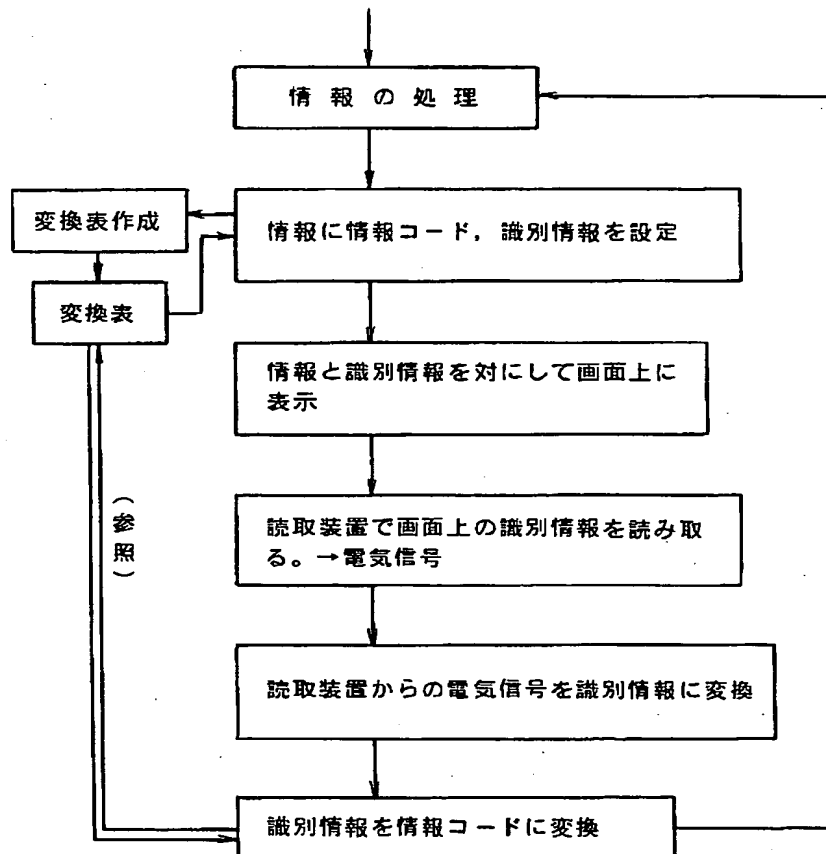 情報の処理
変換表作成
情報に情報コード，識別情報を設定
変換表
情報と識別情報を対にして画面上に
表示
（参照）
読取装置で画面上の識別情報を読み取
る。→電気信号
読取装置からの電気信号を識別情報に変換
識別情報を情報コードに変換